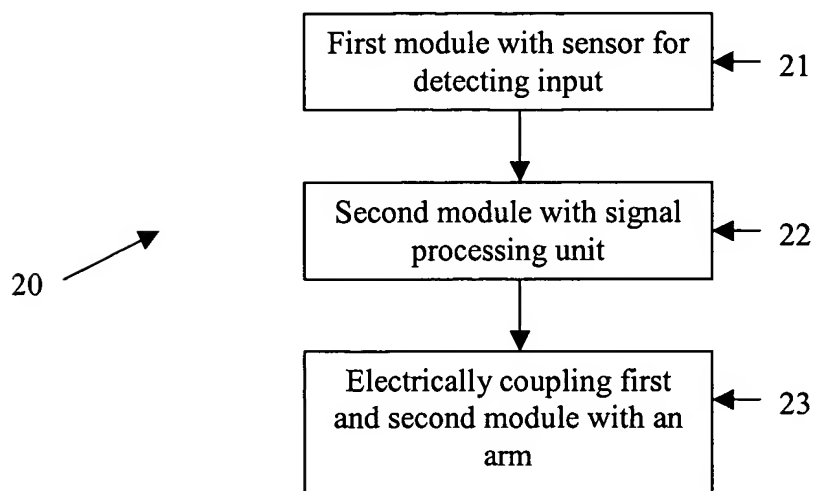 First module with sensor for
detecting input
21
Second module with signal
processing unit
22
20
Electrically coupling first
and second module with an
arm
23